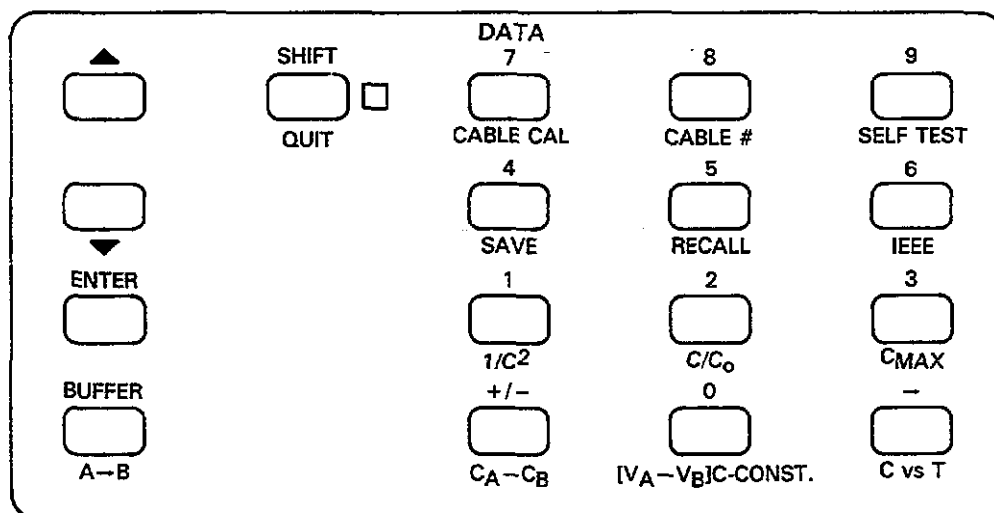 DATA
▲ SHIFT 7 8 9
QUIT CABLE CAL CABLE # SELF TEST
4 5 6
▼ SAVE RECALL IEEE
ENTER 1 2 3
1/C² C/Cₒ CMAX
BUFFER +/− 0 →
A→B CA−CB [VA−VB]C-CONST. C vs T